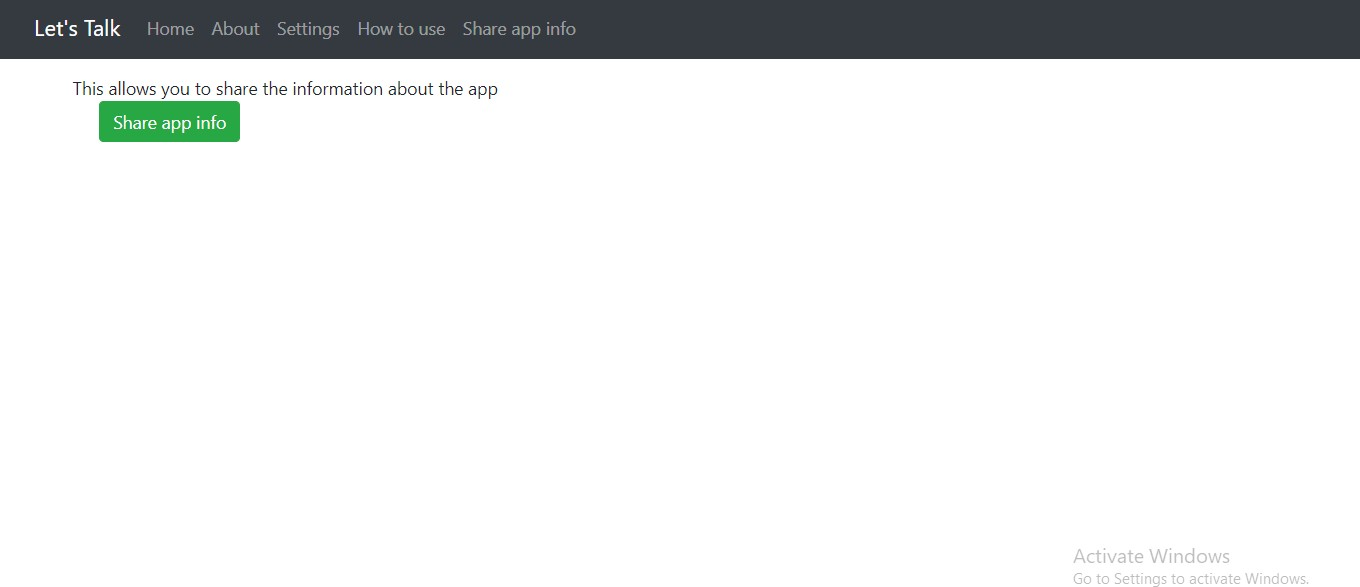 Let's Talk Home About Settings How to use Share app info
This allows you to share the information about the app
Share app info
Activate Windows
Go to Settings to activate Windows.